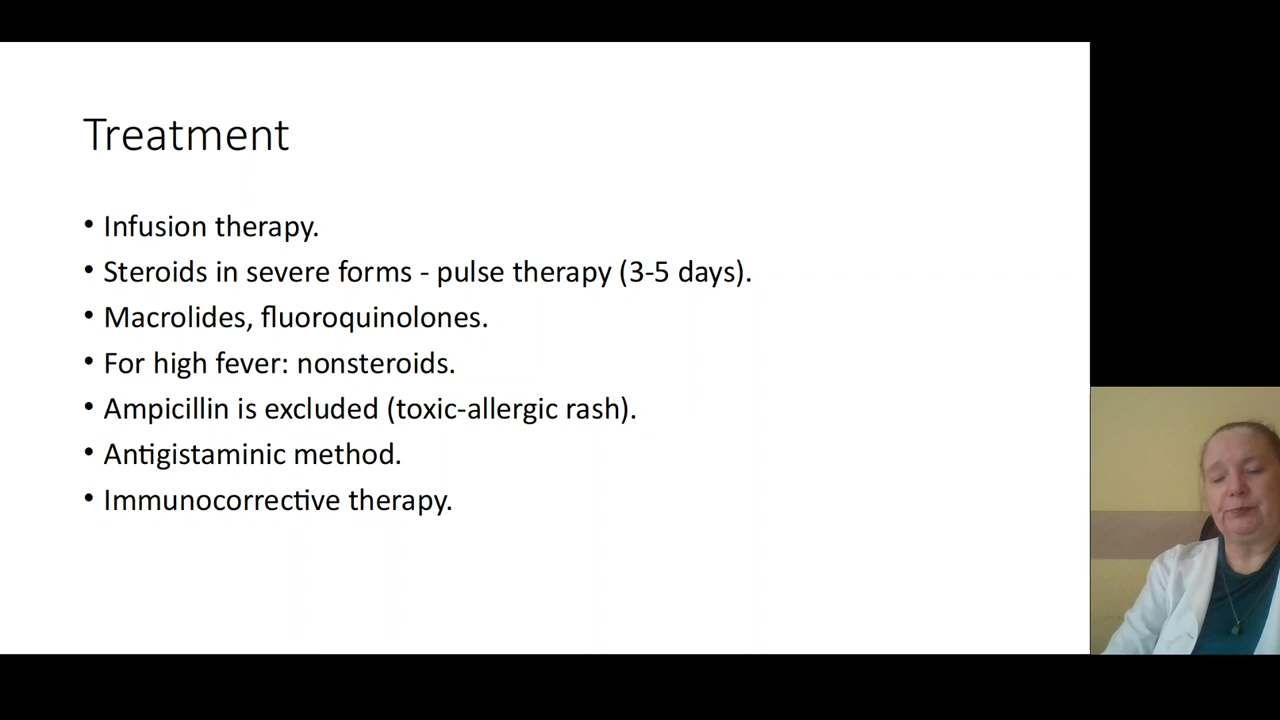 Treatment
• Infusion therapy.
• Steroids in severe forms - pulse therapy (3-5 days).
• Macrolides, fluoroquinolones.
• For high fever: nonsteroids.
• Ampicillin is excluded (toxic-allergic rash).
• Antigistaminic method.
• Immunocorrective therapy.